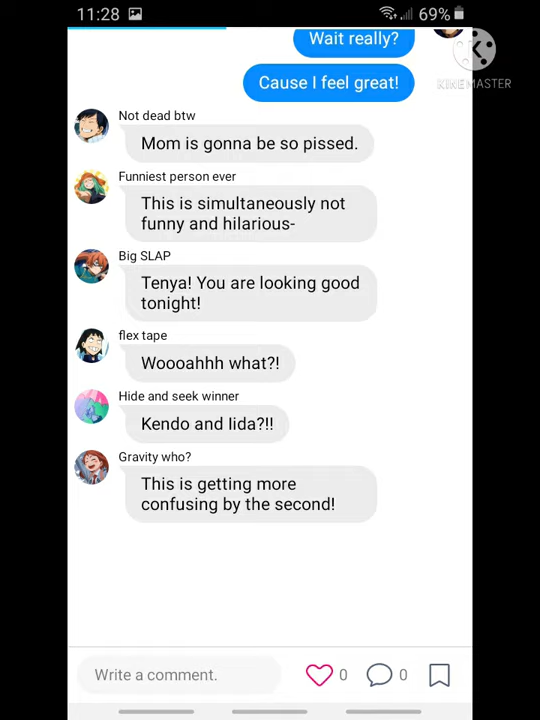 11:28
69%
KINEMASTER
Wait really?
Cause I feel great!
Not dead btw
Mom is gonna be so pissed.
Funniest person ever
This is simultaneously not
funny and hilarious-
Big SLAP
Tenya! You are looking good
tonight!
flex tape
Woooahhh what?!
Hide and seek winner
Kendo and Iida?!!
Gravity who?
This is getting more
confusing by the second!
Write a comment.
0
0